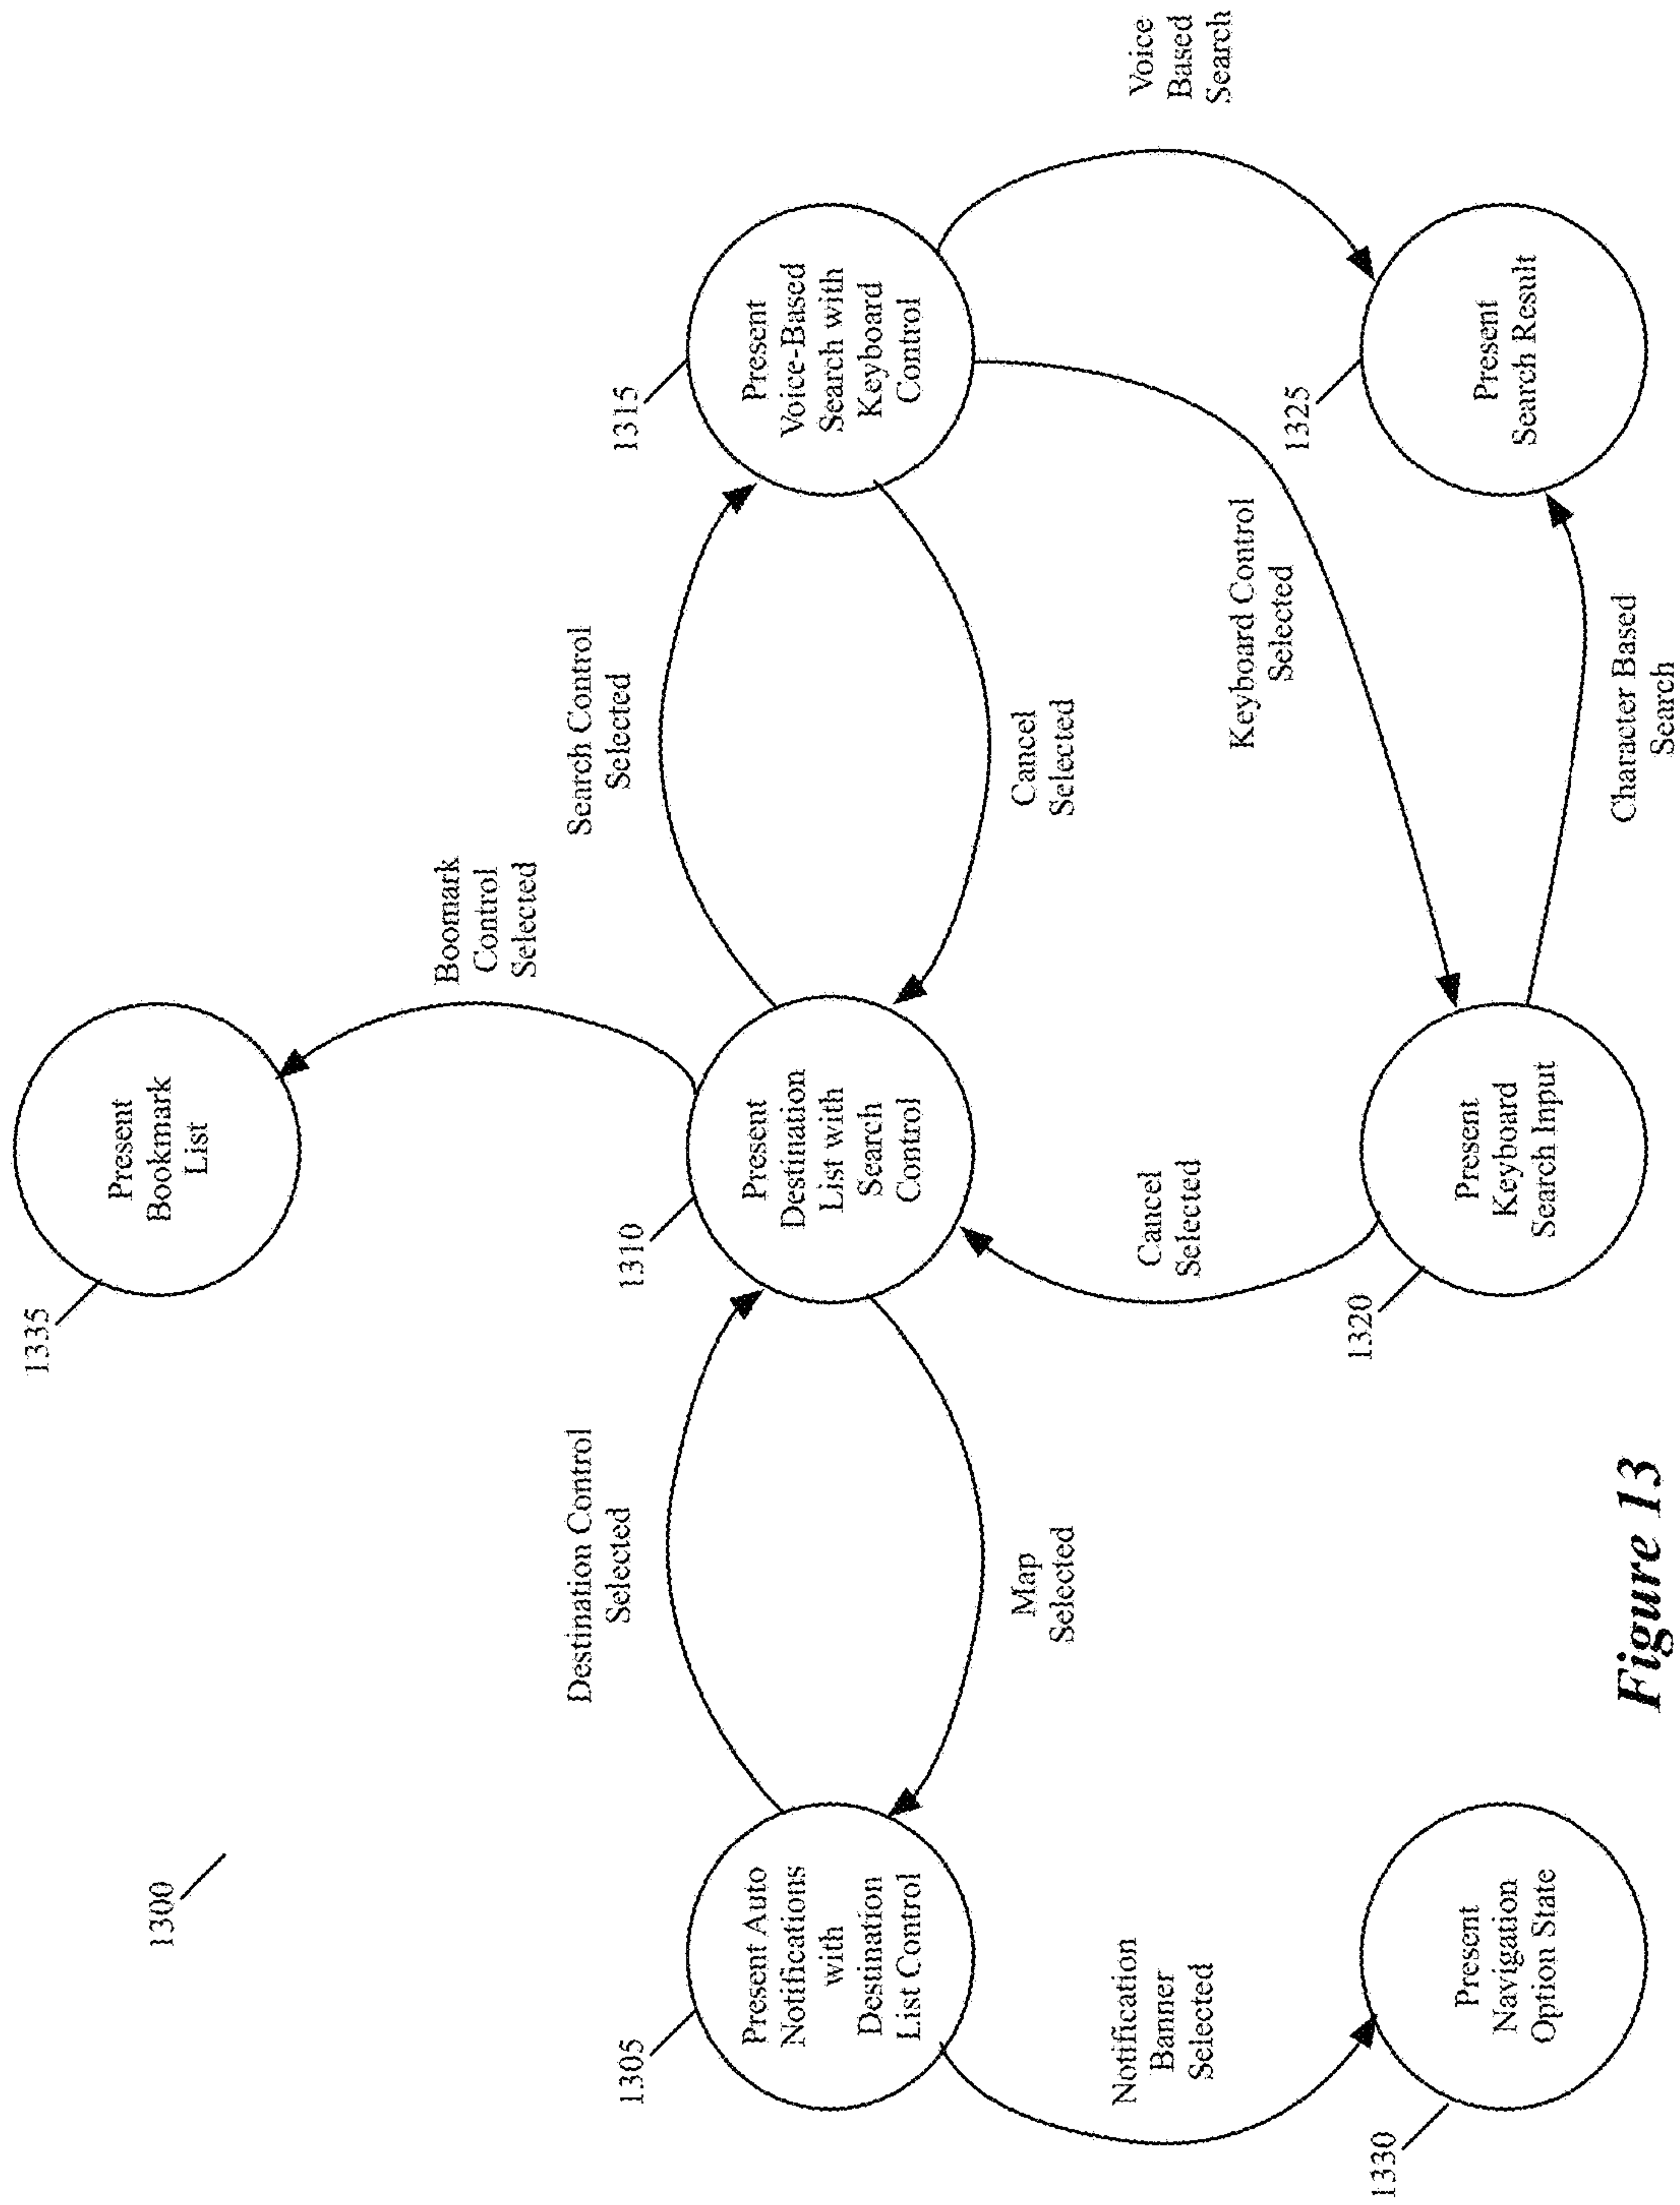 1300
1335
Present
Bookmark
List
Boomark
Control
Selected
Destination Control
Selected
Search Control
Selected
1305
Present Auto
Notifications
with
Destination
List Control
1310
Present
Destination
List with
Search
Control
1315
Present
Voice-Based
Search with
Keyboard
Control
Map
Selected
Cancel
Selected
Notification
Banner
Selected
Cancel
Selected
Keyboard Control
Selected
Voice
Based
Search
1330
Present
Navigation
Option State
1320
Present
Keyboard
Search Input
1325
Present
Search Result
Character Based
Search
Figure 13